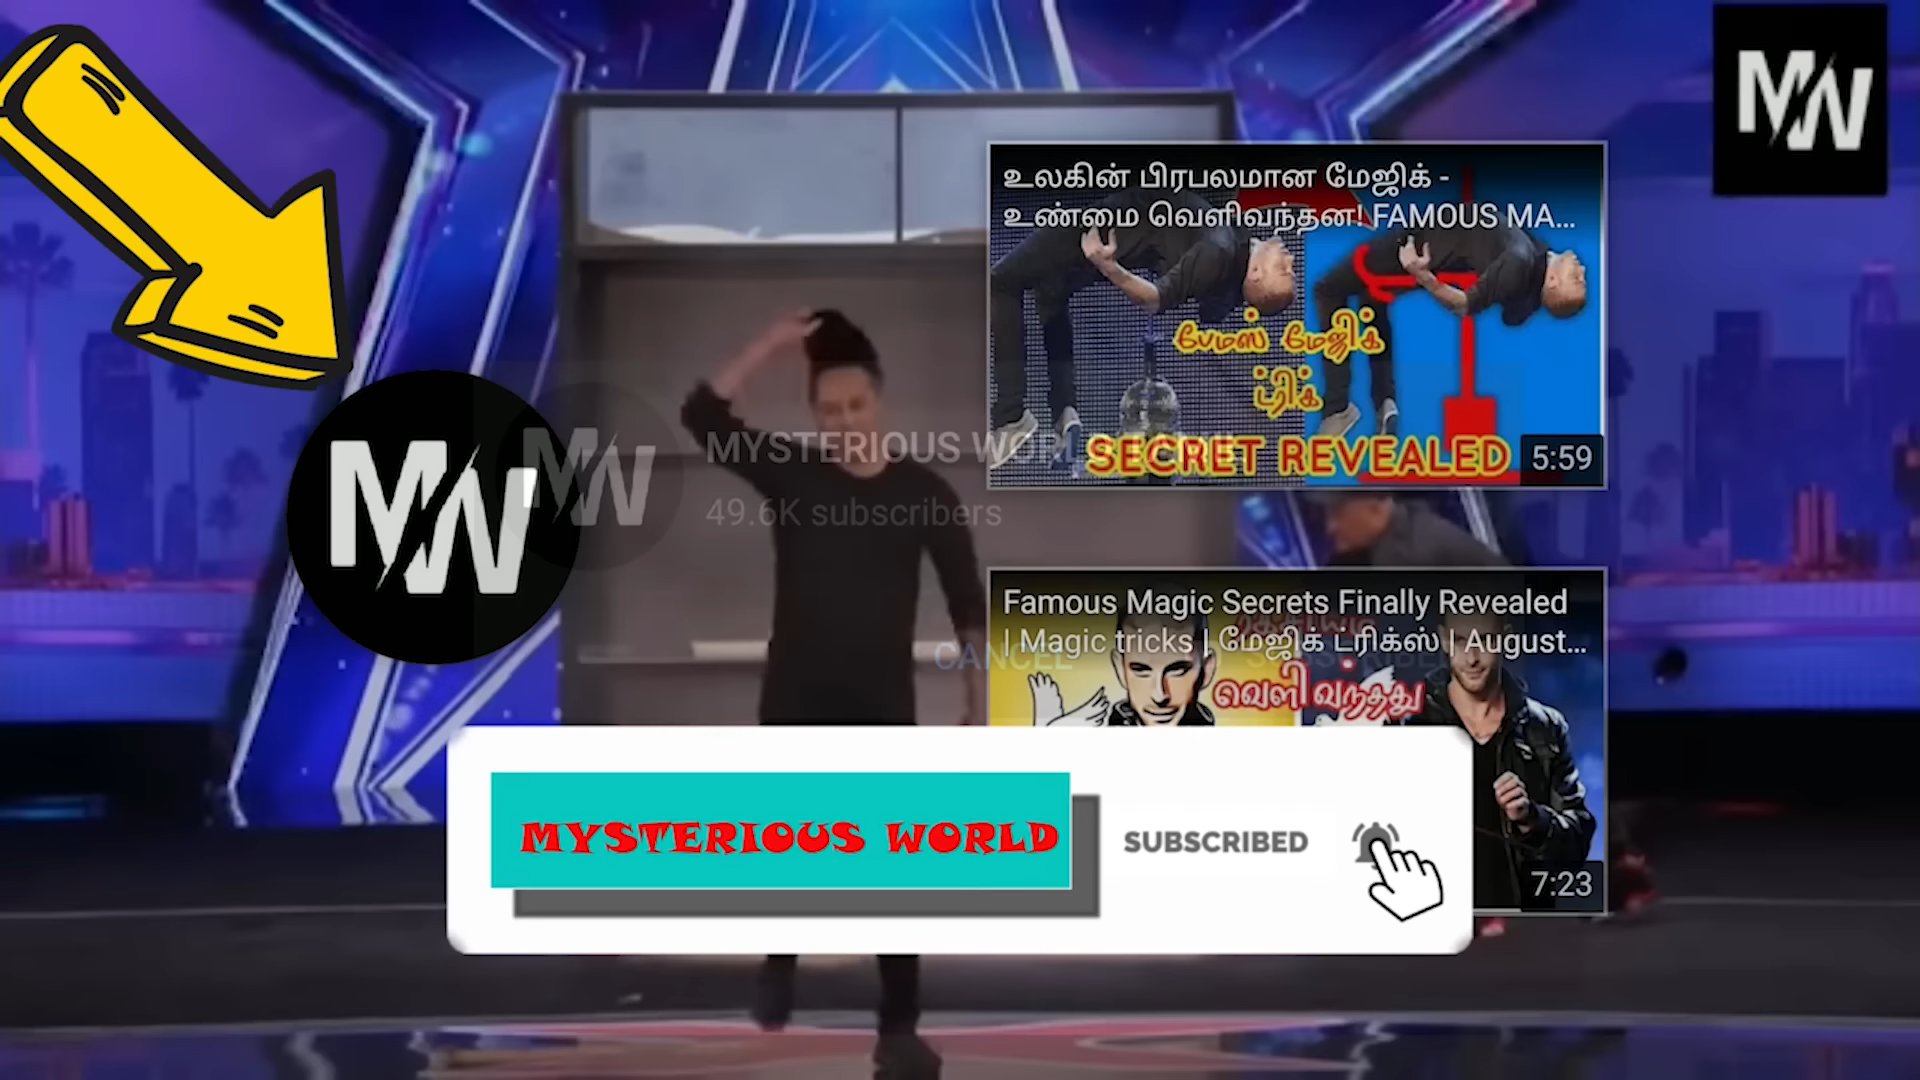 MW
உலகின் பிரபலமான மேஜிக் -
உண்மை வெளிவந்தன! FAMOUS MA...
பேமஸ் மேஜிக்
ட்ரிக்
SECRET REVEALED
5:59
MW
MW
MYSTERIOUS WORLD
49.6K subscribers
Famous Magic Secrets Finally Revealed
| Magic tricks | மேஜிக் ட்ரிக்ஸ் | August...
CANCEL
வெளிவந்தது
MYSTERIOUS WORLD
SUBSCRIBED
7:23